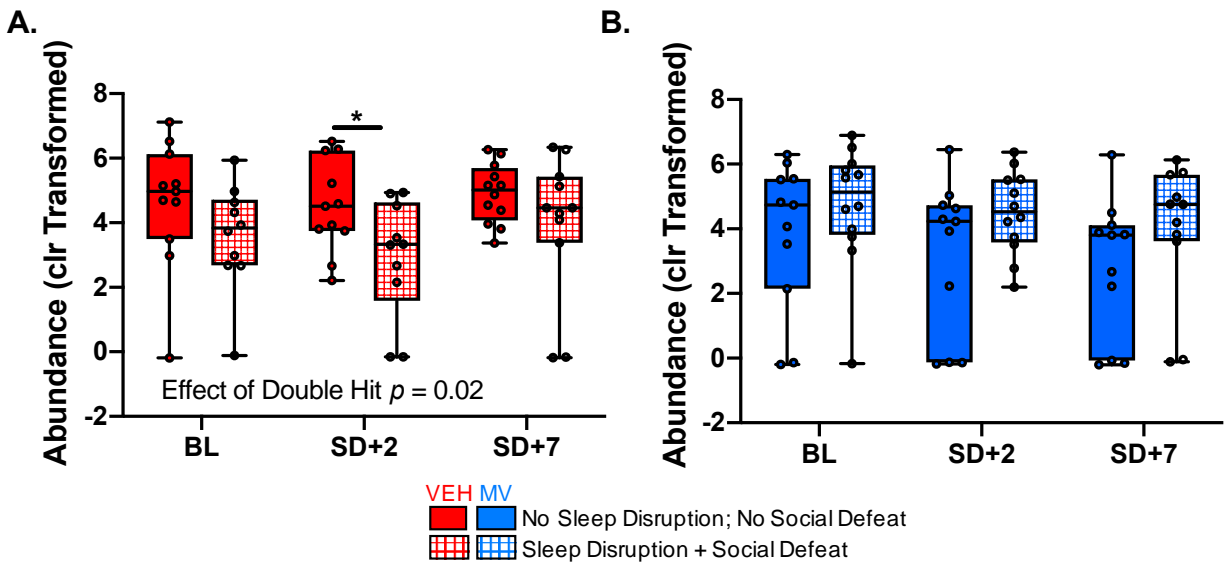 A.
B.
Abundance (clr Transformed)
8
6
4
2
0
-2
*
Effect of Double Hit p = 0.02
BL
SD+2
SD+7
Abundance (clr Transformed)
8
6
4
2
0
-2
BL
SD+2
SD+7
VEH MV
No Sleep Disruption; No Social Defeat
Sleep Disruption + Social Defeat